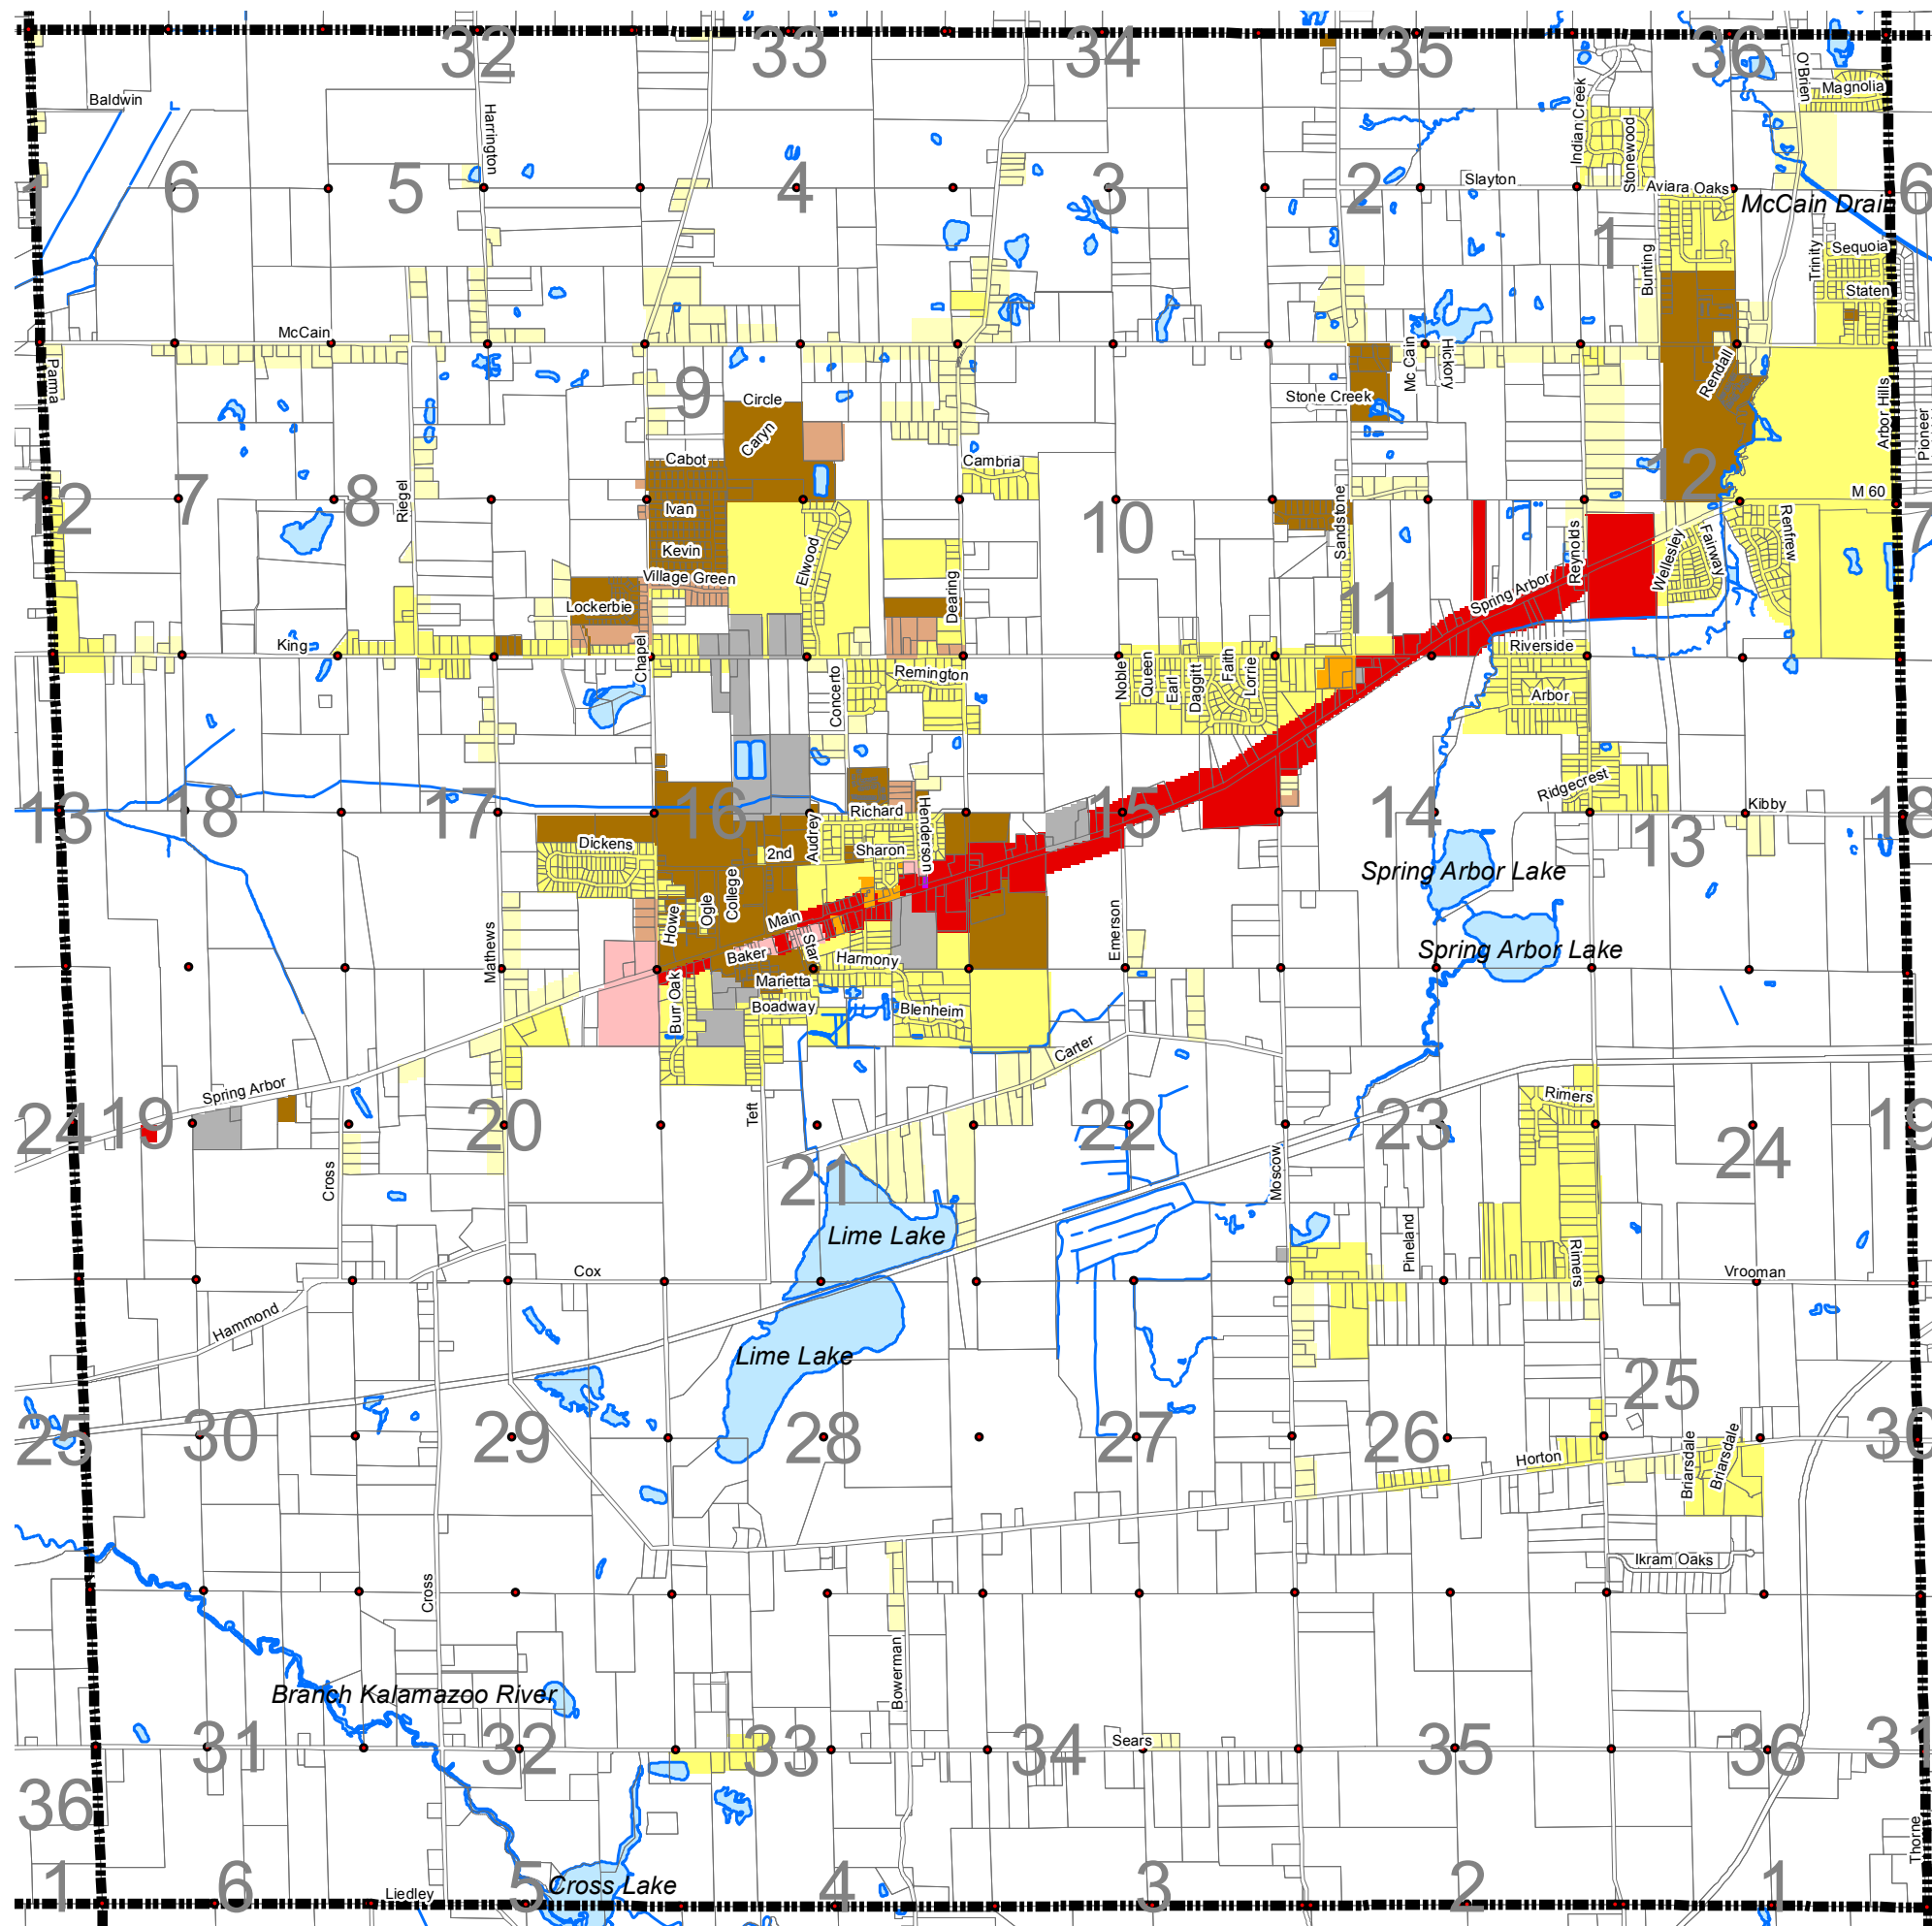 32
33
34
35
36
O'Brien
Magnolia
Baldwin
Harrington
Indian Creek
Stonewood
1
6
5
4
3
2
Slayton
Aviara Oaks
6
McCain Drain
1
Bunting
Trinity
Sequoia
Staten
McCain
Parma
9
Circle
Caryn
Stone Creek
Mc Cain
Hickory
Rendall
Arbor Hills
Pioneer
Cabot
Cambria
12
7
8
Riegel
Ivan
Kevin
Village Green
Lockerbie
Elwood
Dearing
10
Sandstone
11
12
M 60
7
Reynolds
Wellesley
Fairway
Renfrew
Spring Arbor
King
Chapel
Concerto
Remington
Noble
Queen
Earl
Daggitt
Faith
Lorrie
Riverside
Arbor
Ridgecrest
Kibby
13
18
17
16
15
14
13
18
Richard
Henderson
Audrey
Sharon
Dickens
2nd
College
Ogle
Howe
Main
Star
Baker
Harmony
Marietta
Boadway
Blenheim
Burr Oak
Mathews
Emerson
Spring Arbor Lake
Spring Arbor Lake
Carter
Spring Arbor
Teft
Rimers
24
19
20
21
22
23
24
19
Cross
Moscow
Pineland
Rimers
Lime Lake
Cox
Vrooman
Hammond
Lime Lake
25
30
29
28
27
26
25
30
Horton
Briarsdale
Briarsdale
Ikram Oaks
Cross
Bowerman
Branch Kalamazoo River
31
32
33
34
Sears
35
36
31
36
Thorne
1
6
5
Cross Lake
4
3
2
1
Liedley